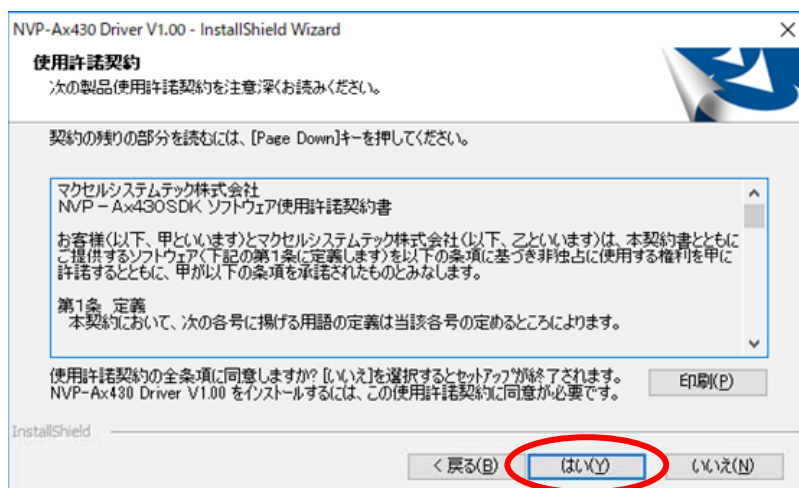 NVP-Ax430 Driver V1.00 - InstallShield Wizard
使用許諾契約
次の製品使用許諾契約を注意深くお読みください。
契約の残りの部分を読むには、[Page Down]キーを押してください。
マクセルシステムテック株式会社
NVP－Ax430SDK ソフトウェア使用許諾契約書
お客様（以下、甲といいます）とマクセルシステムテック株式会社（以下、乙といいます）は、本契約書とともに
ご提供するソフトウェア（下記の第1条に定義します）を以下の条項に基づき非独占に使用する権利を甲に
許諾するとともに、甲が以下の条項を承諾されたものとみなします。
第1条 定義
本契約において、次の各号に揚げる用語の定義は当該各号の定めるところによります。
使用許諾契約の全条項に同意しますか? [いいえ]を選択するとセットアップが終了されます。
NVP-Ax430 Driver V1.00 をインストールするには、この使用許諾契約に同意が必要です。
印刷(P)
InstallShield
< 戻る(B)
はい(Y)
いいえ(N)